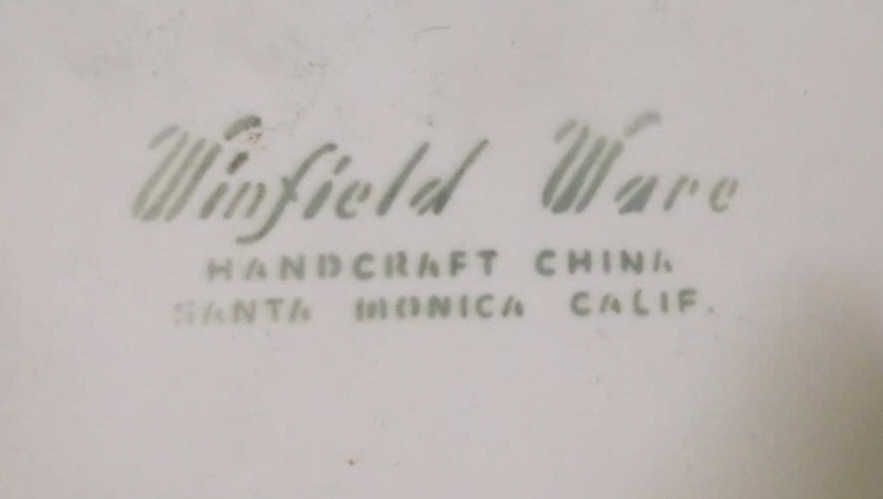 Winfield Ware
HANDCRAFT CHINA
SANTA MONICA CALIF.